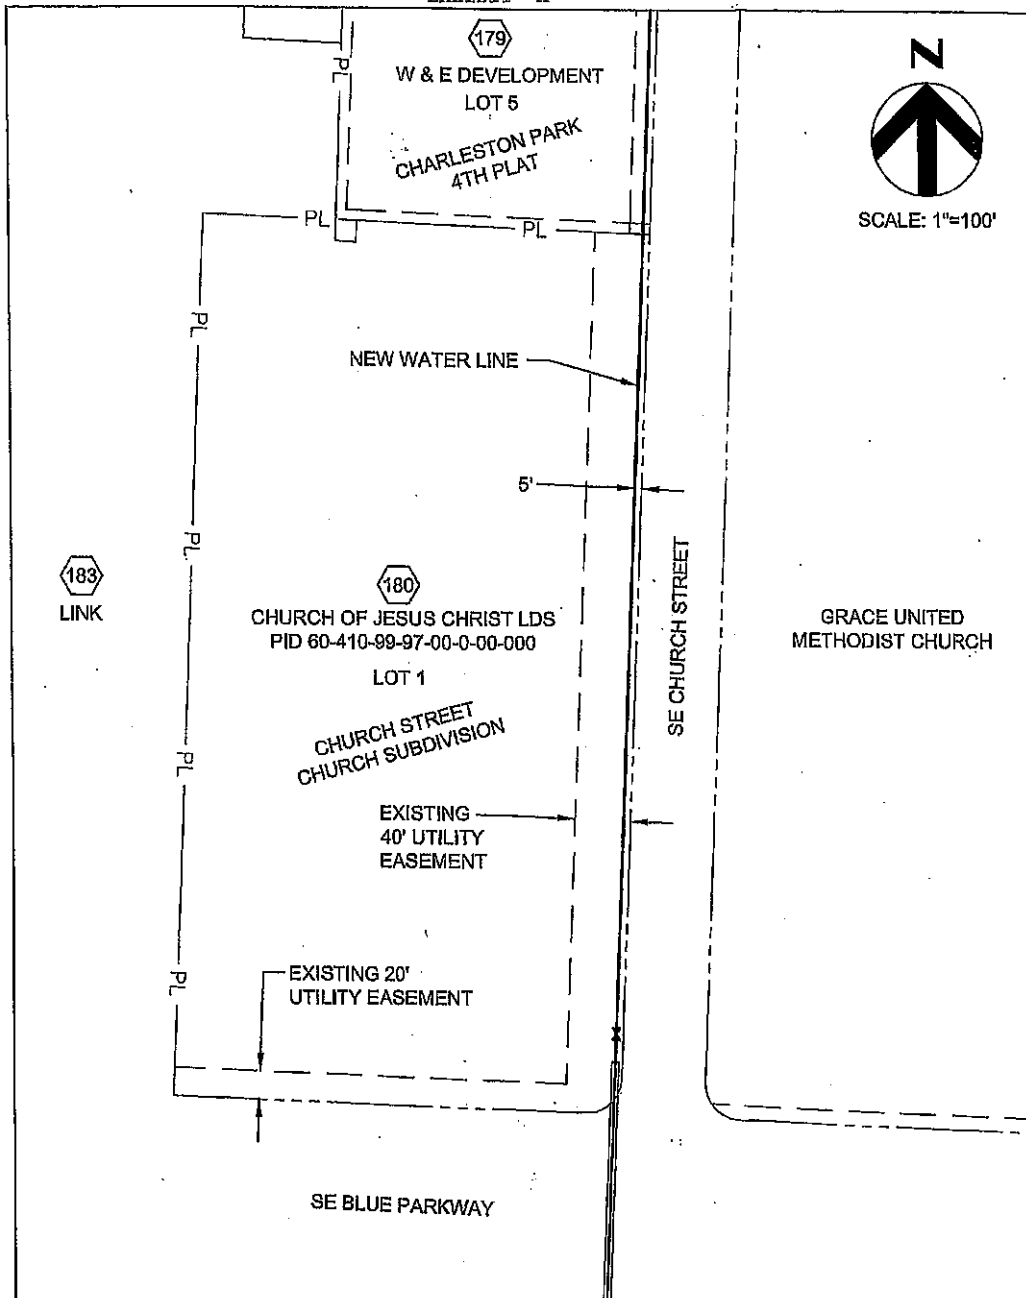 179
W & E DEVELOPMENT
LOT 5
CHARLESTON PARK
4TH PLAT
N
SCALE: 1"=100'
PL
PL
PL
PL
NEW WATER LINE
5'
PL
183
LINK
180
CHURCH OF JESUS CHRIST LDS
PID 60-410-99-97-00-0-00-000
LOT 1
CHURCH STREET
CHURCH SUBDIVISION
SE CHURCH STREET
GRACE UNITED
METHODIST CHURCH
PL
EXISTING
40' UTILITY
EASEMENT
PL
EXISTING 20'
UTILITY EASEMENT
SE BLUE PARKWAY